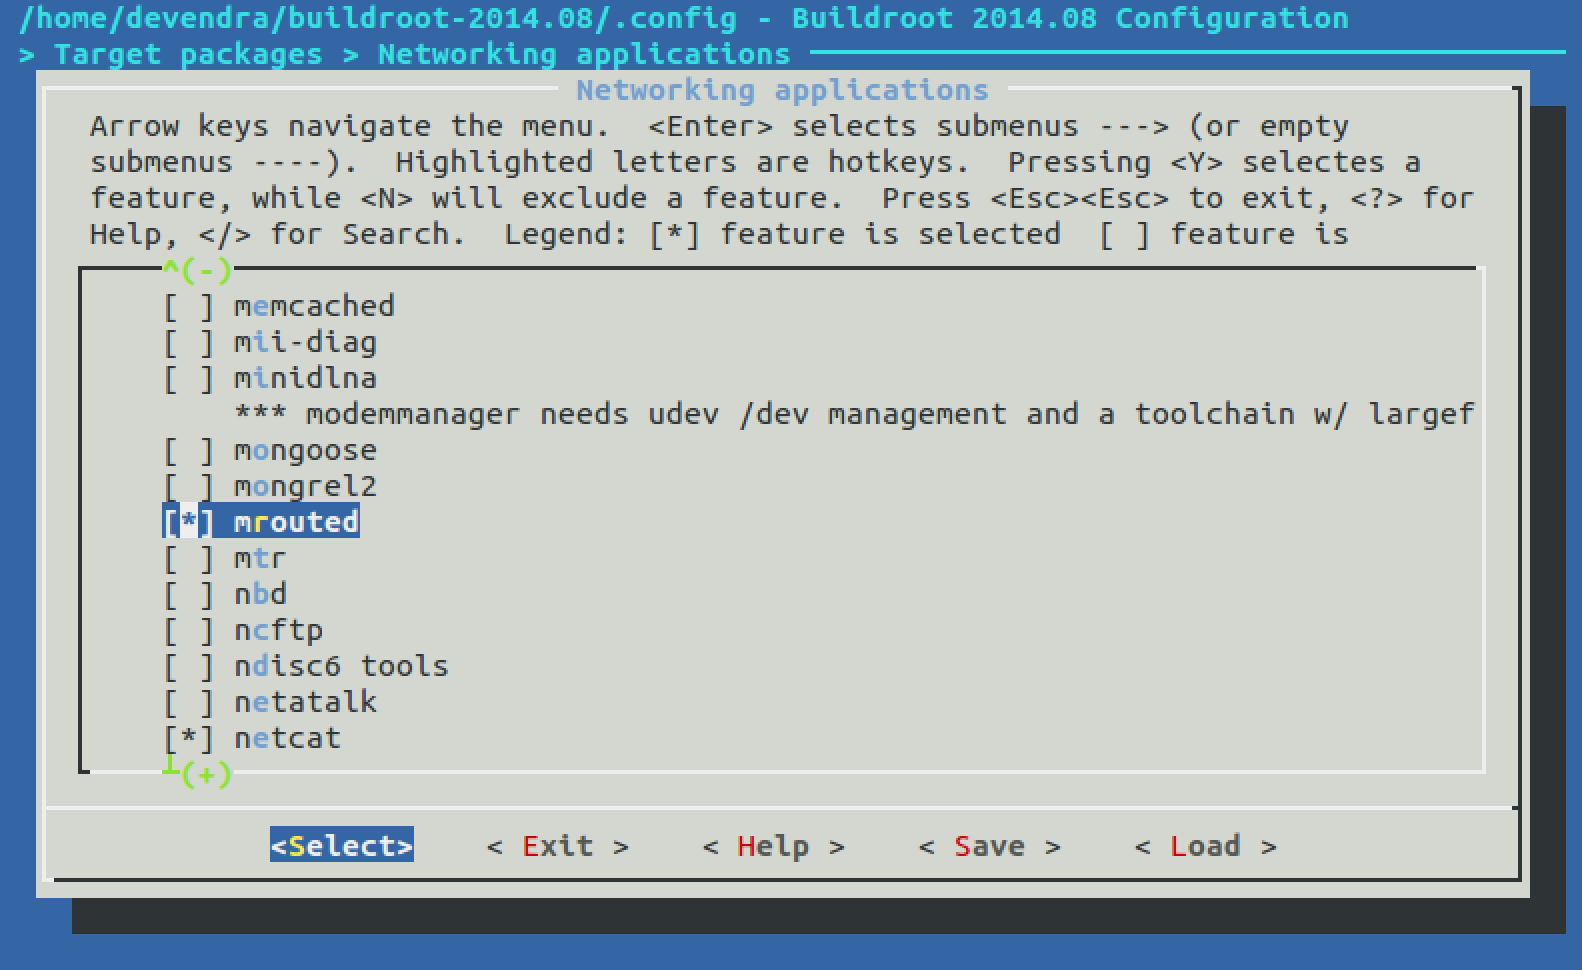 /home/devendra/buildroot-2014.08/.config - Buildroot 2014.08 Configuration
> Target packages > Networking applications
Networking applications
Arrow keys navigate the menu.  <Enter> selects submenus ---> (or empty
submenus ----).  Highlighted letters are hotkeys.  Pressing <Y> selectes a
feature, while <N> will exclude a feature.  Press <Esc><Esc> to exit, <?> for
Help, </> for Search.  Legend: [*] feature is selected  [ ] feature is
^(-)
[ ] memcached
[ ] mii-diag
[ ] minidlna
*** modemmanager needs udev /dev management and a toolchain w/ largef
[ ] mongoose
[ ] mongrel2
[*] mrouted
[ ] mtr
[ ] nbd
[ ] ncftp
[ ] ndisc6 tools
[ ] netatalk
[*] netcat
┴(+)
<Select>    < Exit >    < Help >    < Save >    < Load >